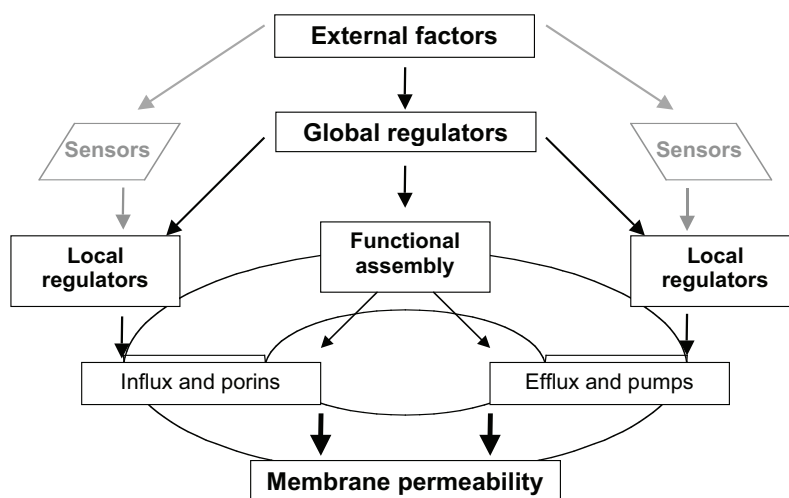 External factors
Global regulators
Sensors
Sensors
Local
regulators
Functional
assembly
Local
regulators
Influx and porins
Efflux and pumps
Membrane permeability